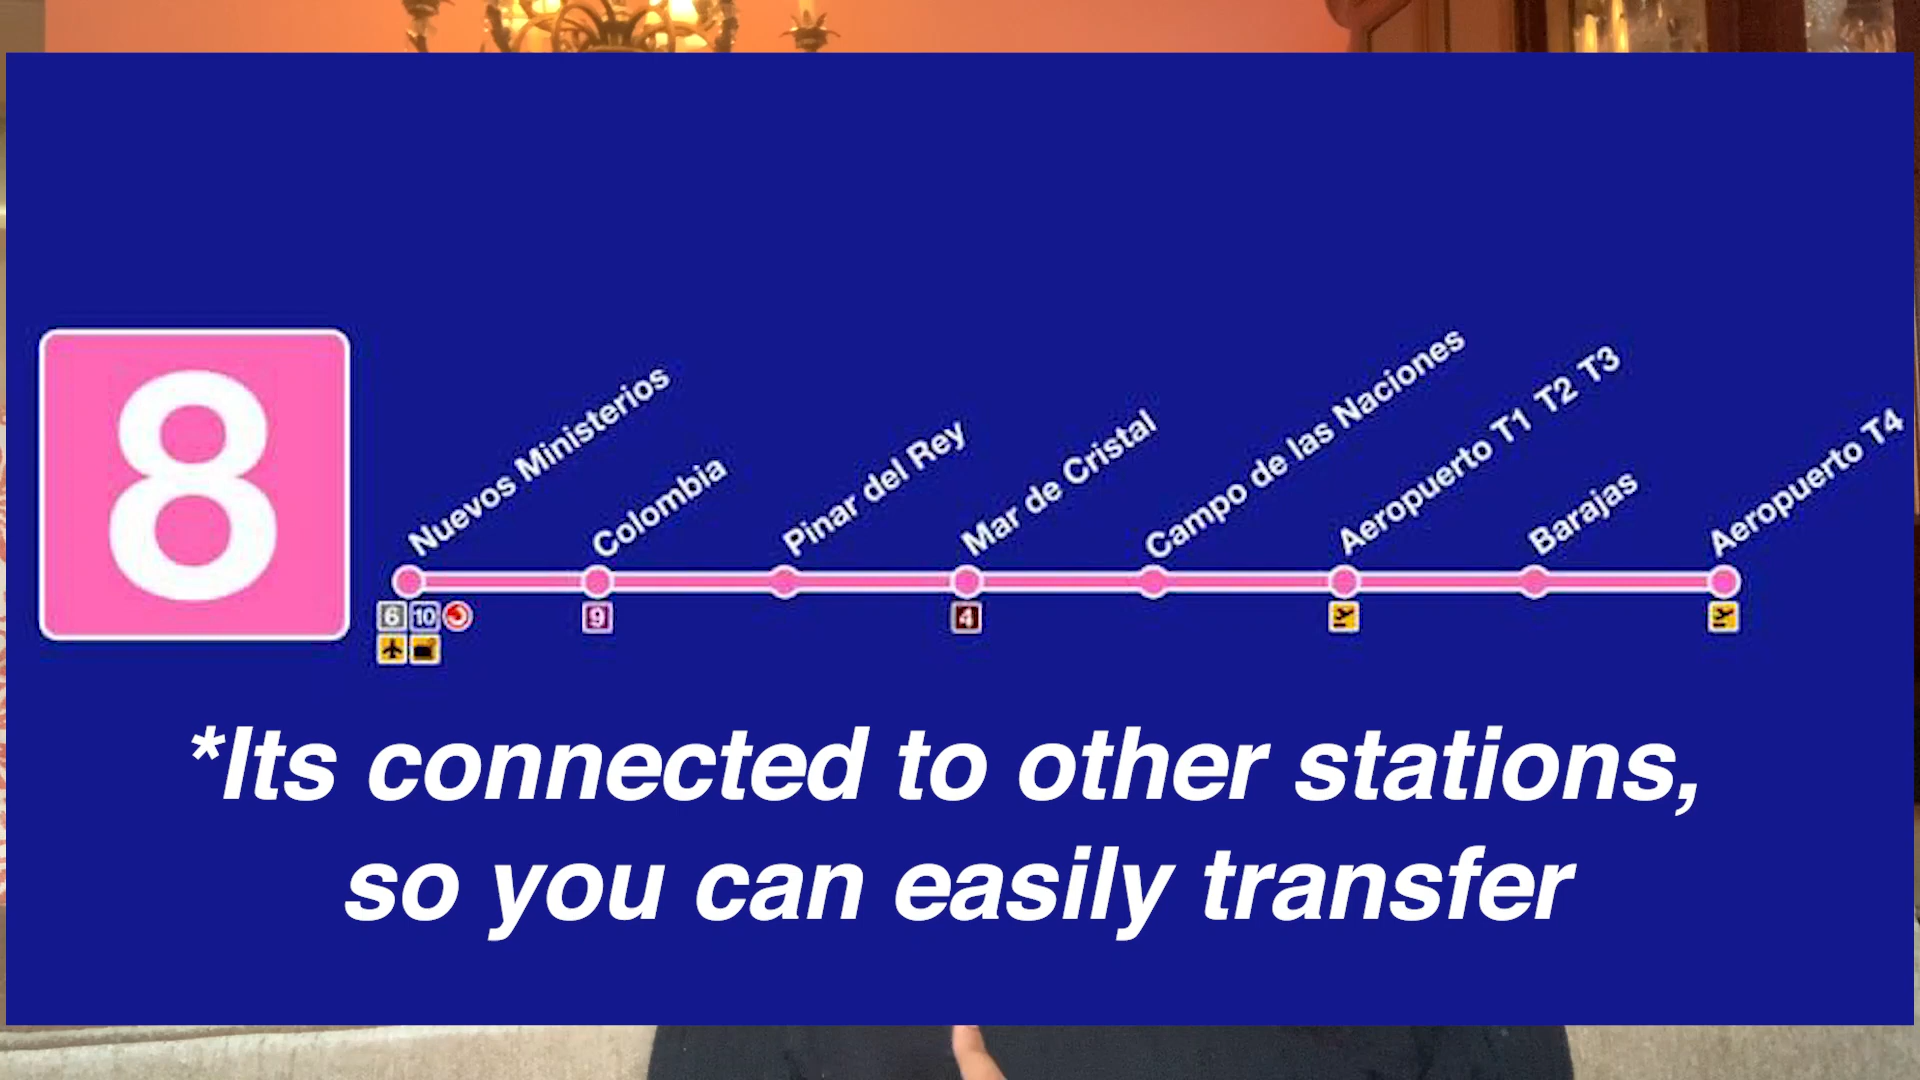 8
Nuevos Ministerios
Colombia
Pinar del Rey
Mar de Cristal
Campo de las Naciones
Aeropuerto T1 T2 T3
Barajas
Aeropuerto T4
6 10
9
4
*Its connected to other stations,
so you can easily transfer